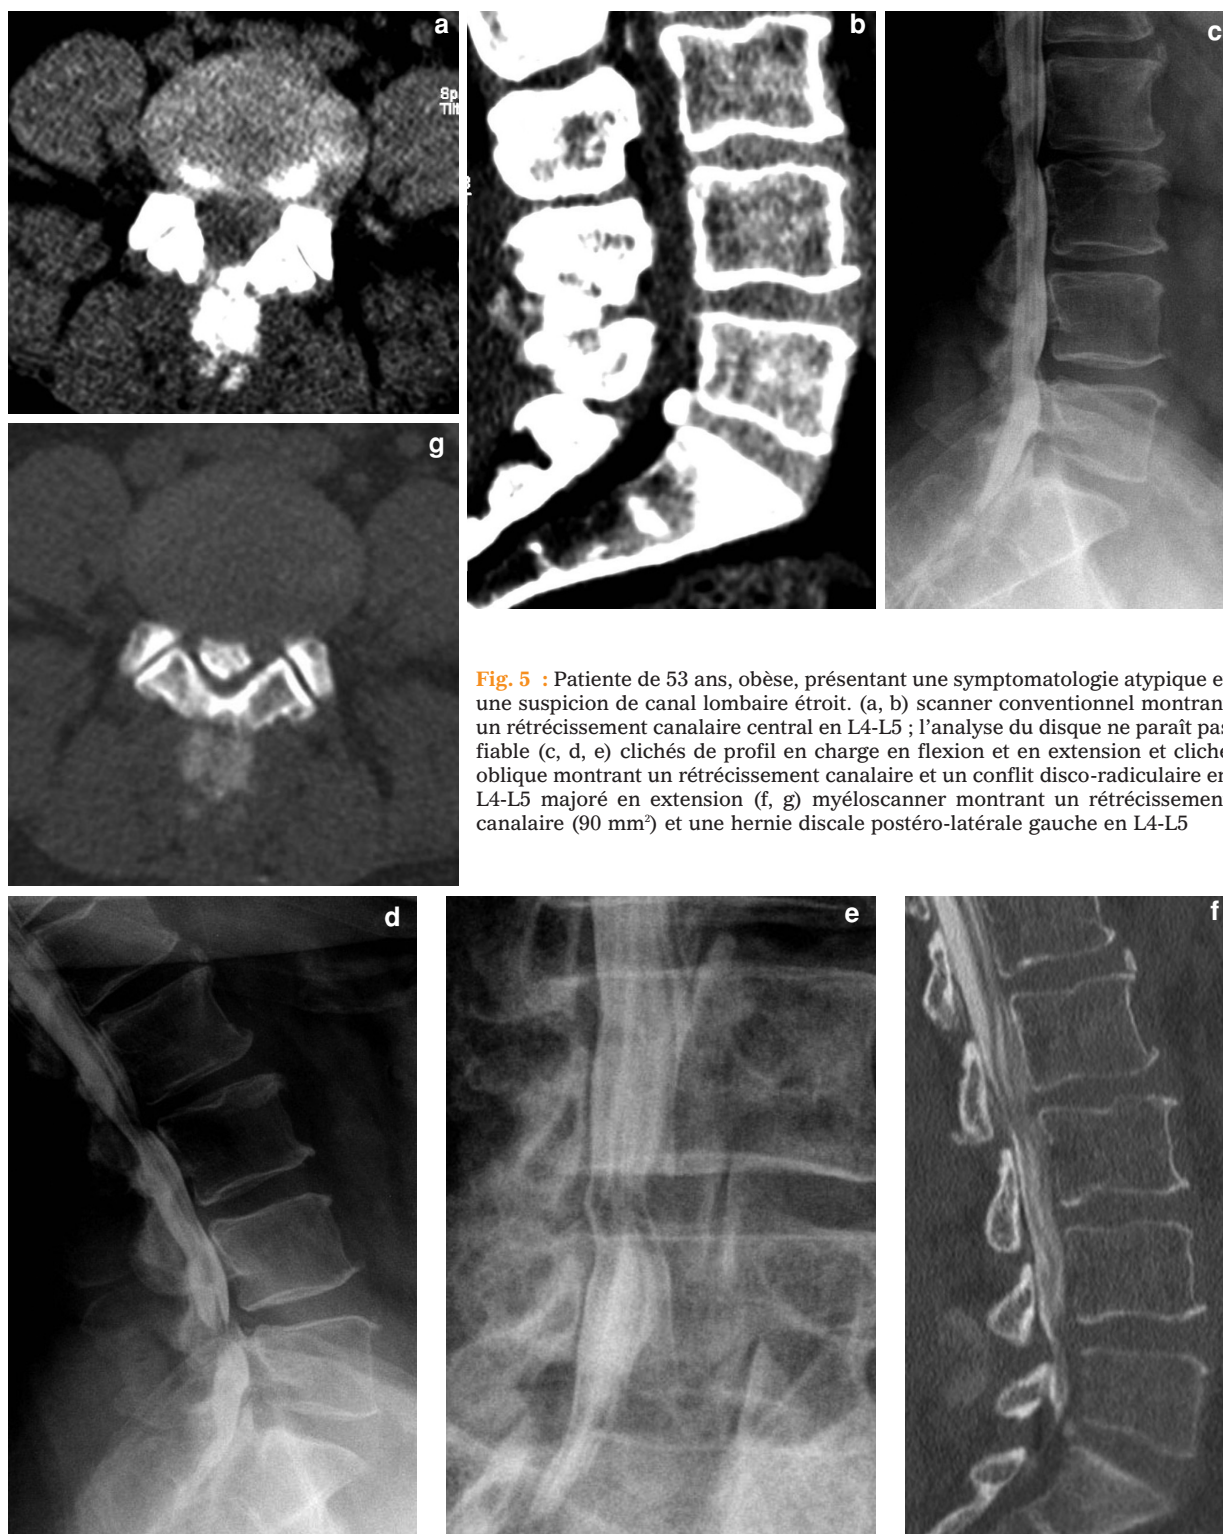 a
8p
Tilt
b
c
g
Fig. 5 : Patiente de 53 ans, obèse, présentant une symptomatologie atypique e
une suspicion de canal lombaire étroit. (a, b) scanner conventionnel montran
un rétrécissement canalaire central en L4-L5 ; l'analyse du disque ne paraît pas
fiable (c, d, e) clichés de profil en charge en flexion et en extension et cliché
oblique montrant un rétrécissement canalaire et un conflit disco-radiculaire en
L4-L5 majoré en extension (f, g) myéloscanner montrant un rétrécissement
canalaire (90 mm²) et une hernie discale postéro-latérale gauche en L4-L5
d
e
f